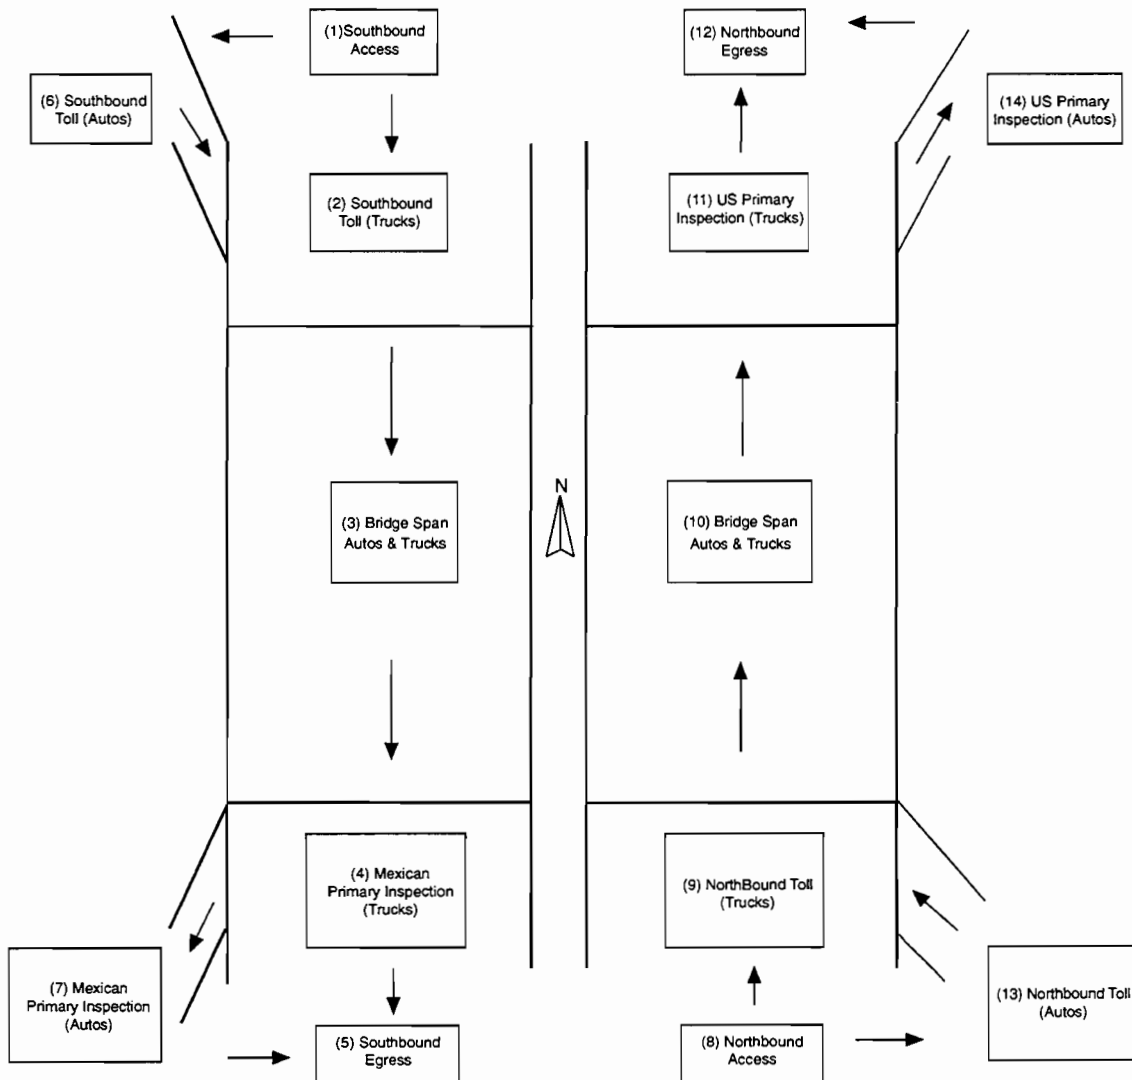 (1)Southbound
Access
(12) Northbound
Egress
(6) Southbound
Toll (Autos)
(14) US Primary
Inspection (Autos)
(2) Southbound
Toll (Trucks)
(11) US Primary
Inspection (Trucks)
N
(3) Bridge Span
Autos & Trucks
(10) Bridge Span
Autos & Trucks
(4) Mexican
Primary Inspection
(Trucks)
(9) NorthBound Toll
(Trucks)
(7) Mexican
Primary Inspection
(Autos)
(13) Northbound Toll
(Autos)
(5) Southbound
Egress
(8) Northbound
Access